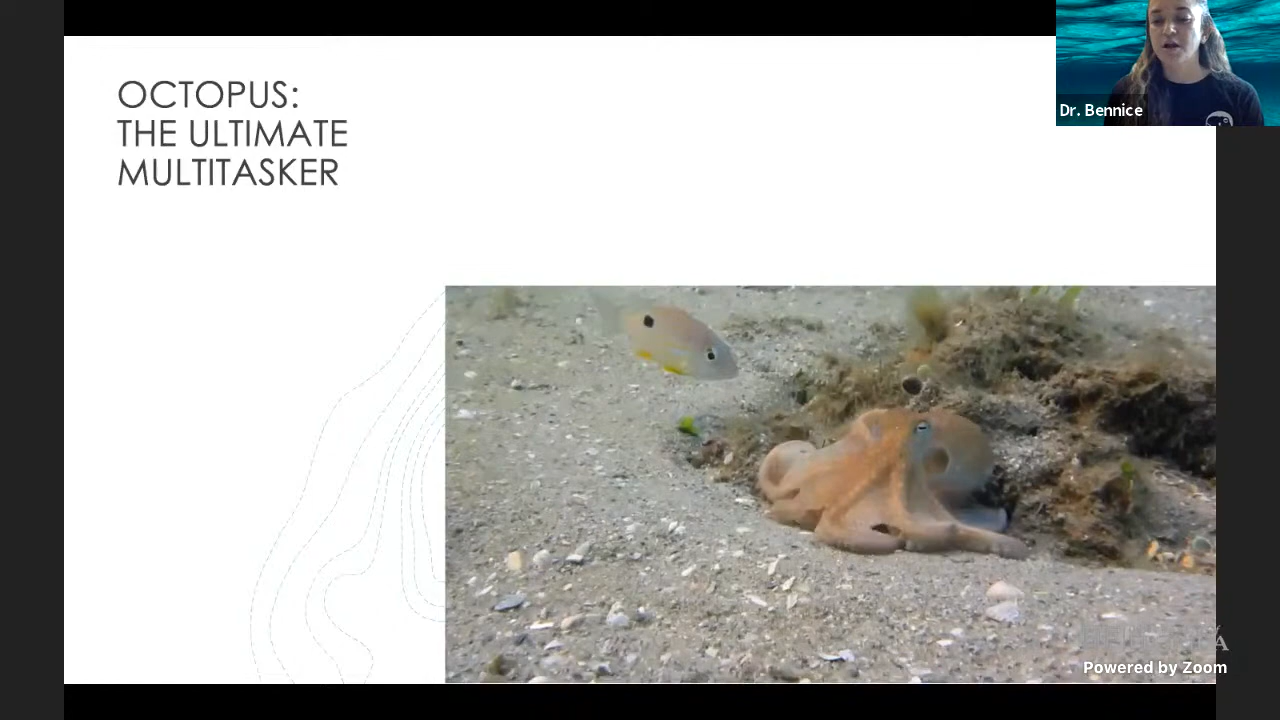 OCTOPUS:
THE ULTIMATE
MULTITASKER
Dr. Bennice
Powered by Zoom